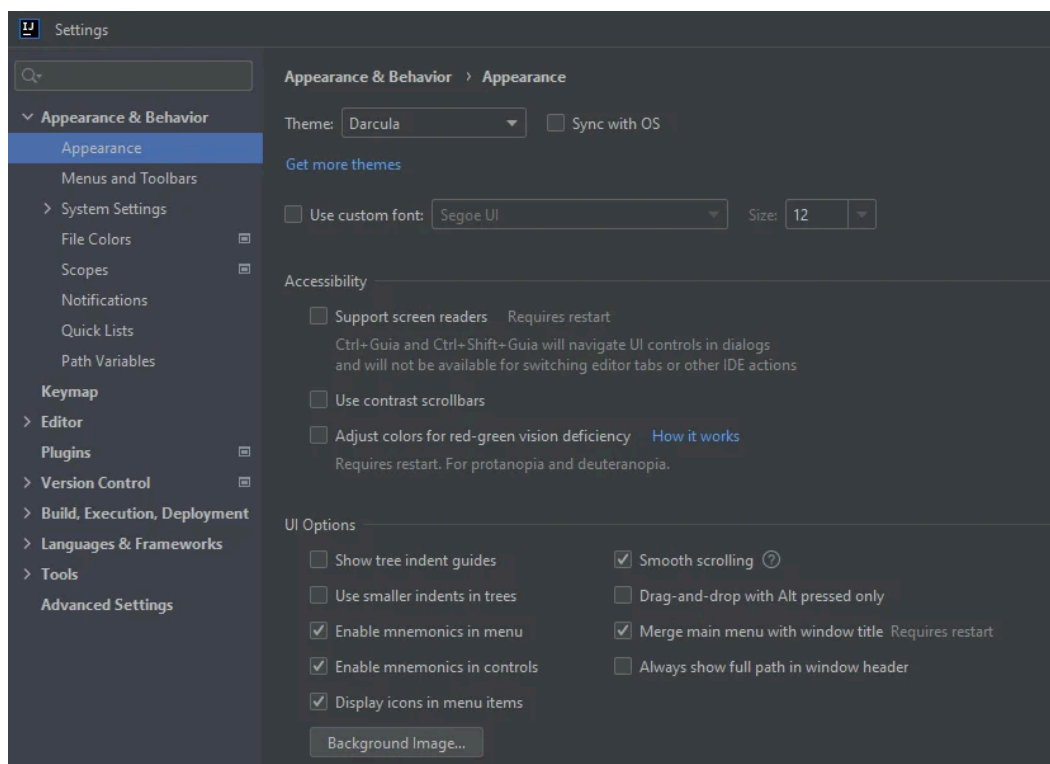 IJ Settings
Appearance & Behavior
Appearance
Menus and Toolbars
System Settings
File Colors
Scopes
Notifications
Quick Lists
Path Variables
Keymap
Editor
Plugins
Version Control
Build, Execution, Deployment
Languages & Frameworks
Tools
Advanced Settings
Appearance & Behavior > Appearance
Theme: Darcula Sync with OS
Get more themes
Use custom font: Segoe UI Size: 12
Accessibility
Support screen readers Requires restart
Ctrl+Guia and Ctrl+Shift+Guia will navigate UI controls in dialogs
and will not be available for switching editor tabs or other IDE actions
Use contrast scrollbars
Adjust colors for red-green vision deficiency How it works
Requires restart. For protanopia and deuteranopia.
UI Options
Show tree indent guides Smooth scrolling ?
Use smaller indents in trees Drag-and-drop with Alt pressed only
Enable mnemonics in menu Merge main menu with window title Requires restart
Enable mnemonics in controls Always show full path in window header
Display icons in menu items
Background Image...